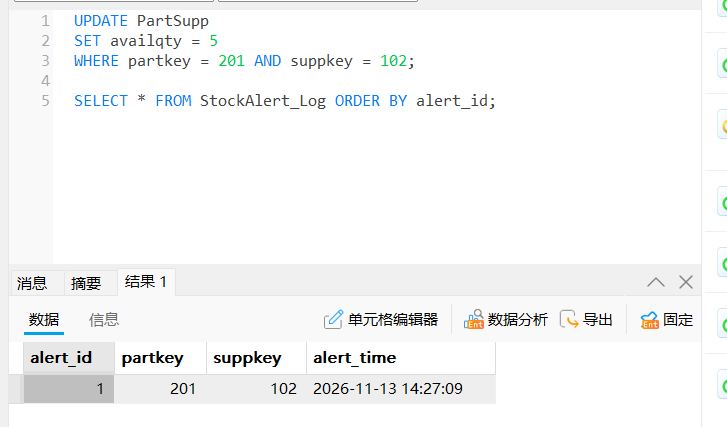 1 UPDATE PartSupp
2 SET availqty = 5
3 WHERE partkey = 201 AND suppkey = 102;
4
5 SELECT * FROM StockAlert_Log ORDER BY alert_id;
消息 摘要 结果 1
数据 信息 单元格编辑器 Ent 数据分析 导出 Ent 固定
alert_id partkey suppkey alert_time
1 201 102 2026-11-13 14:27:09